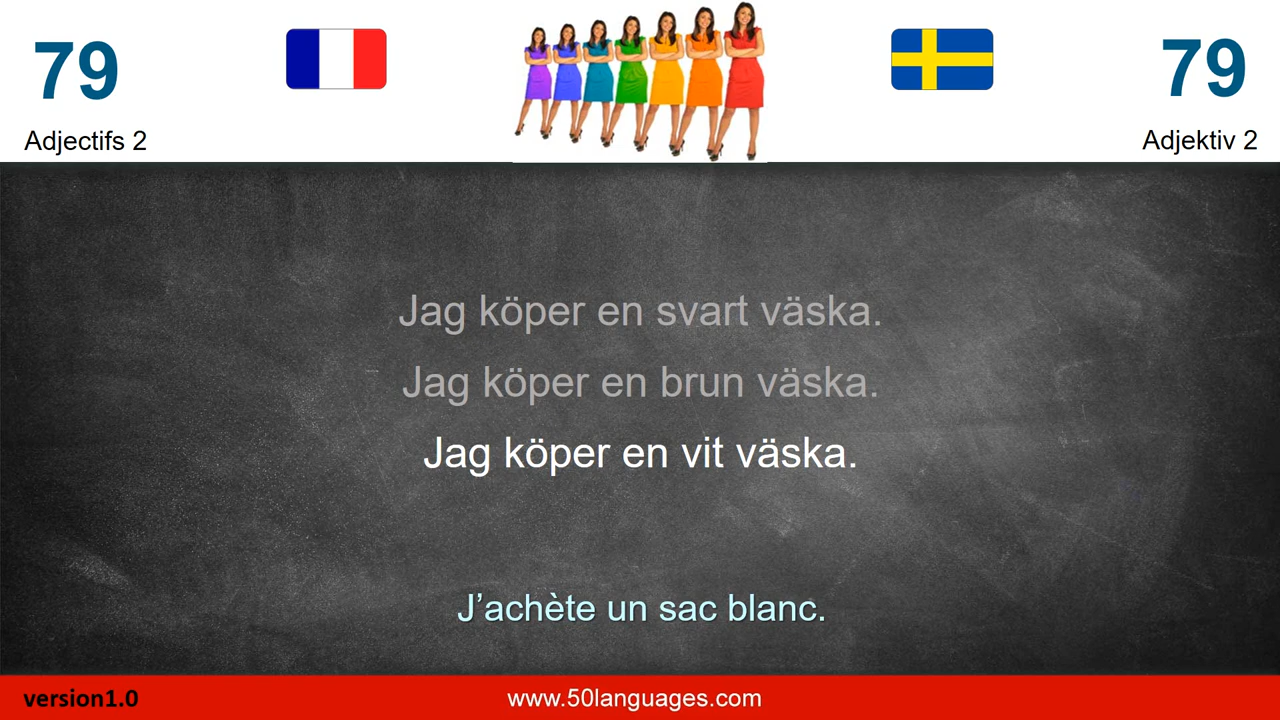 79
79
Adjectifs 2
Adjektiv 2
Jag köper en svart väska.
Jag köper en brun väska.
Jag köper en vit väska.
J’achète un sac blanc.
version1.0
www.50languages.com